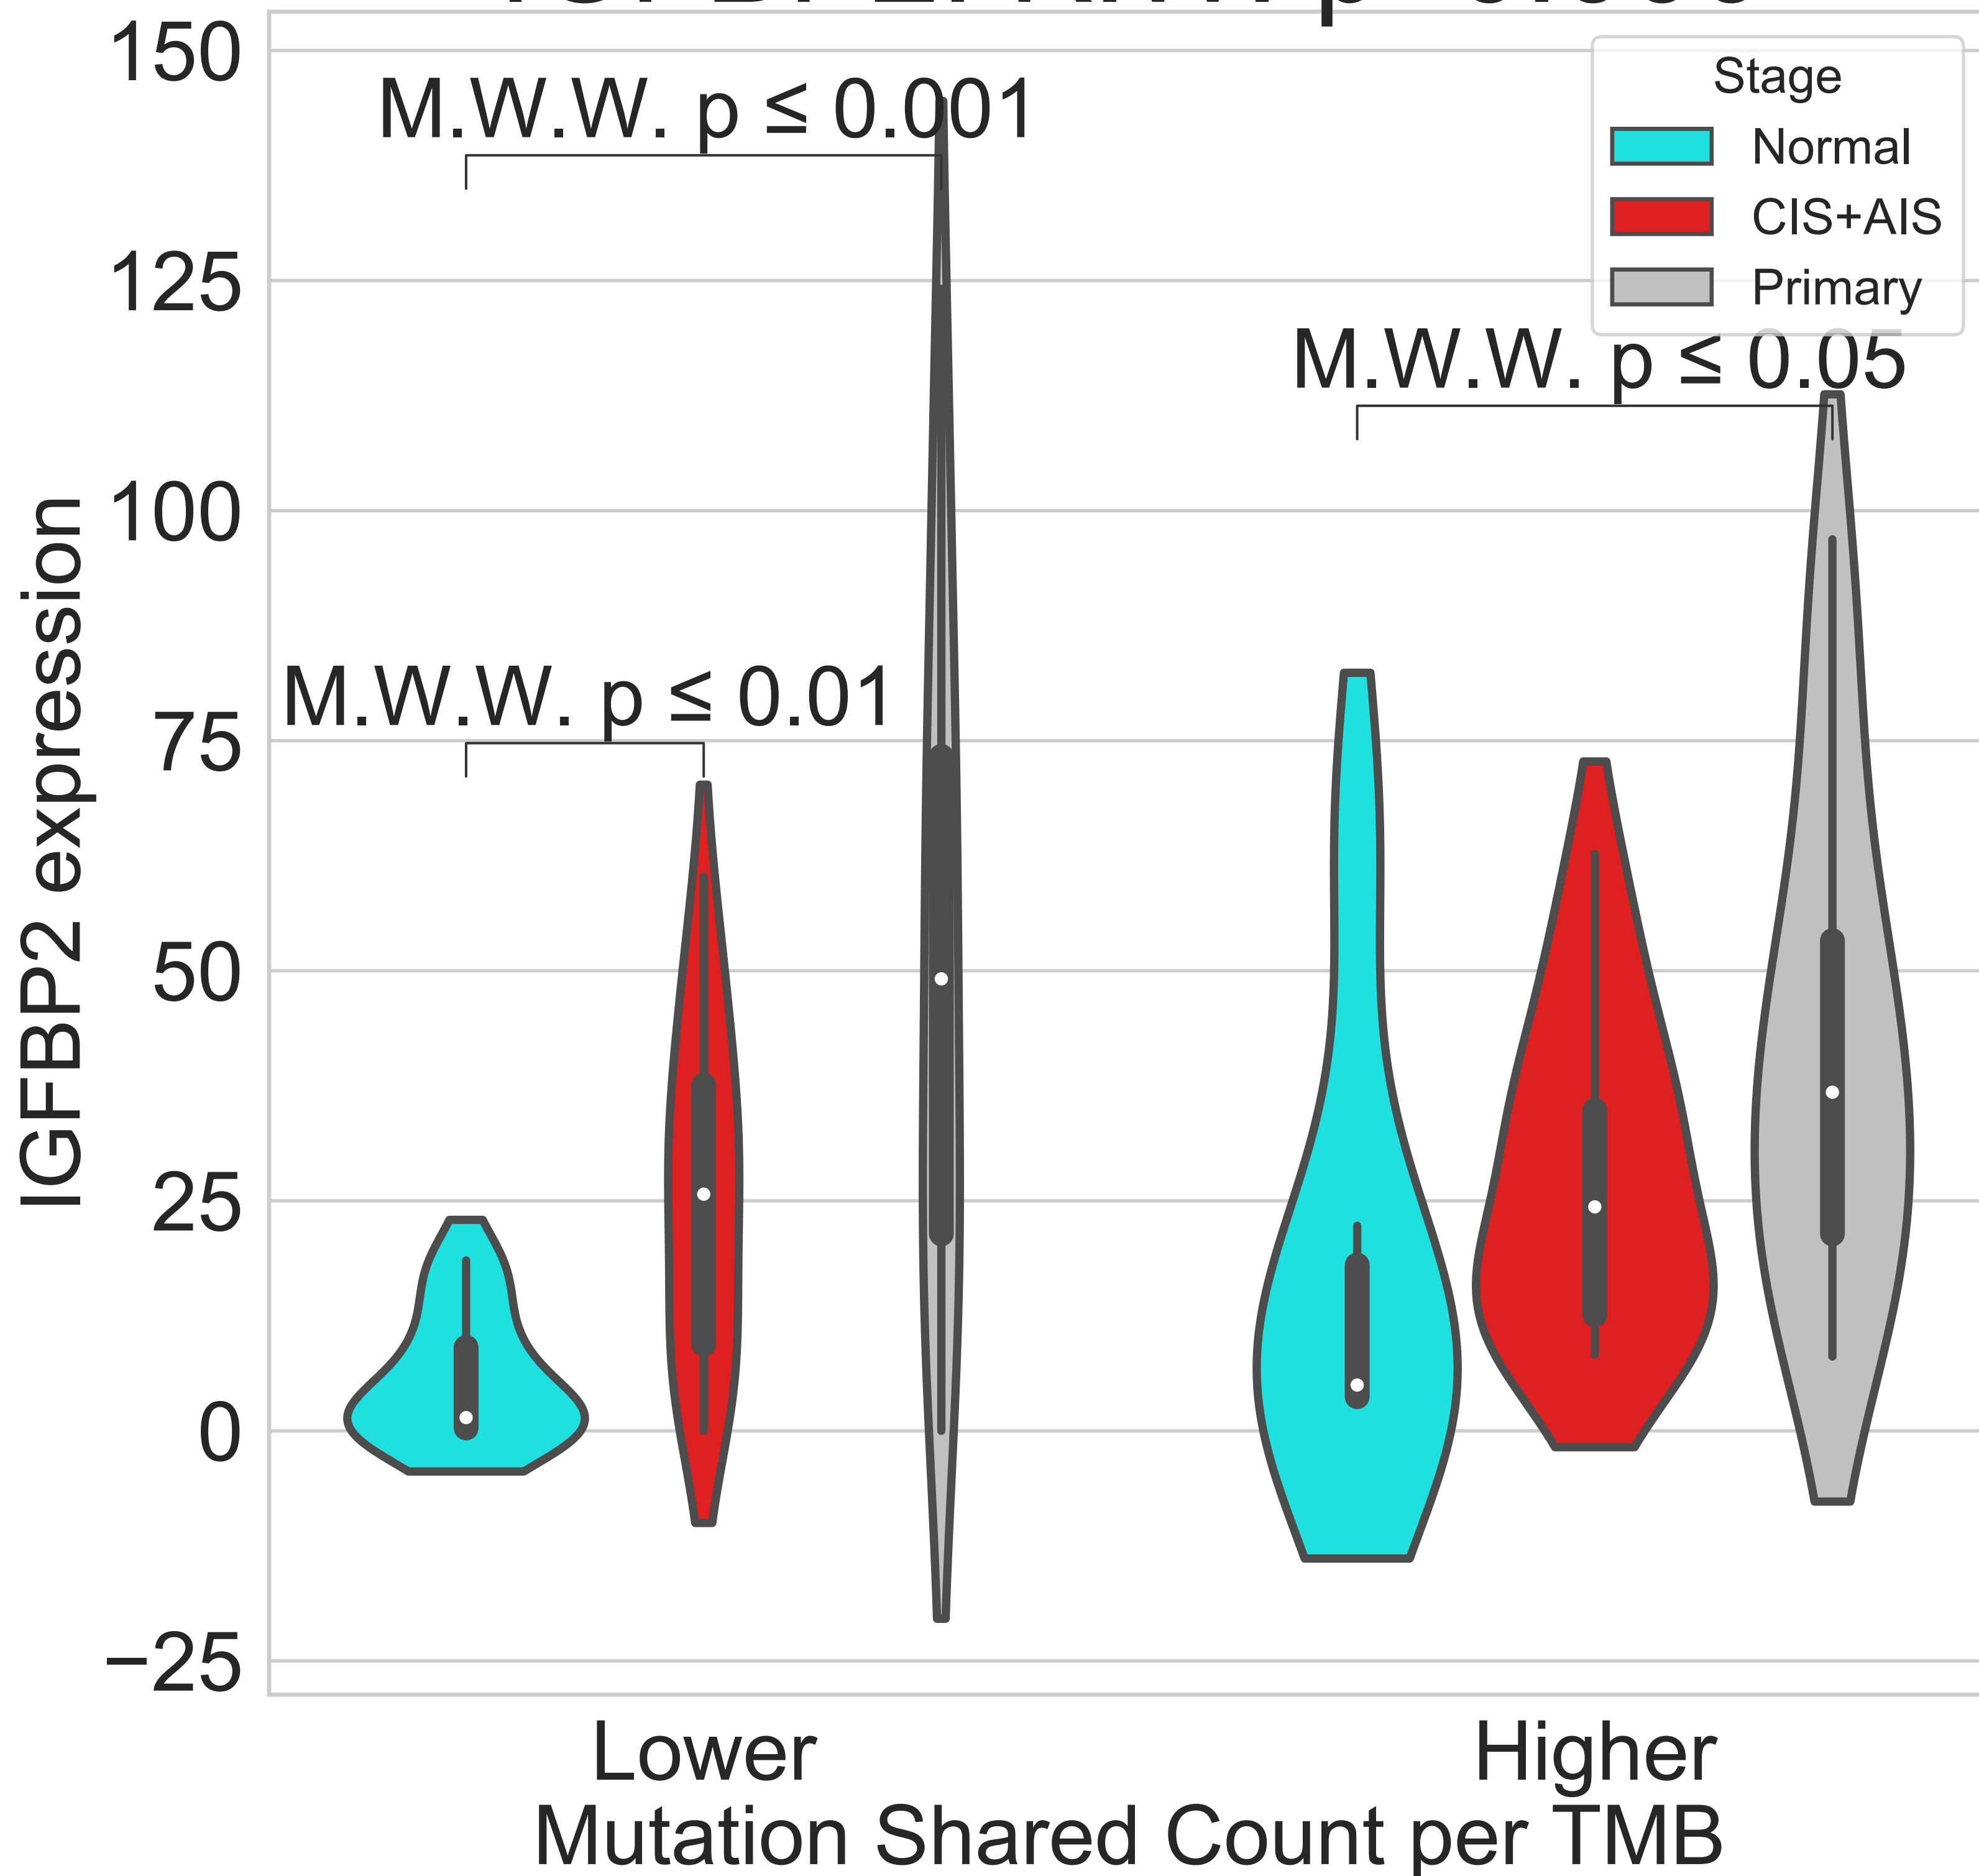 150
125
100
75
50
25
0
−25
IGFBP2 expression
M.W.W. p ≤ 0.001
M.W.W. p ≤ 0.01
M.W.W. p ≤ 0.05
Stage
Normal
CIS+AIS
Primary
Lower
Higher
Mutation Shared Count per TMB